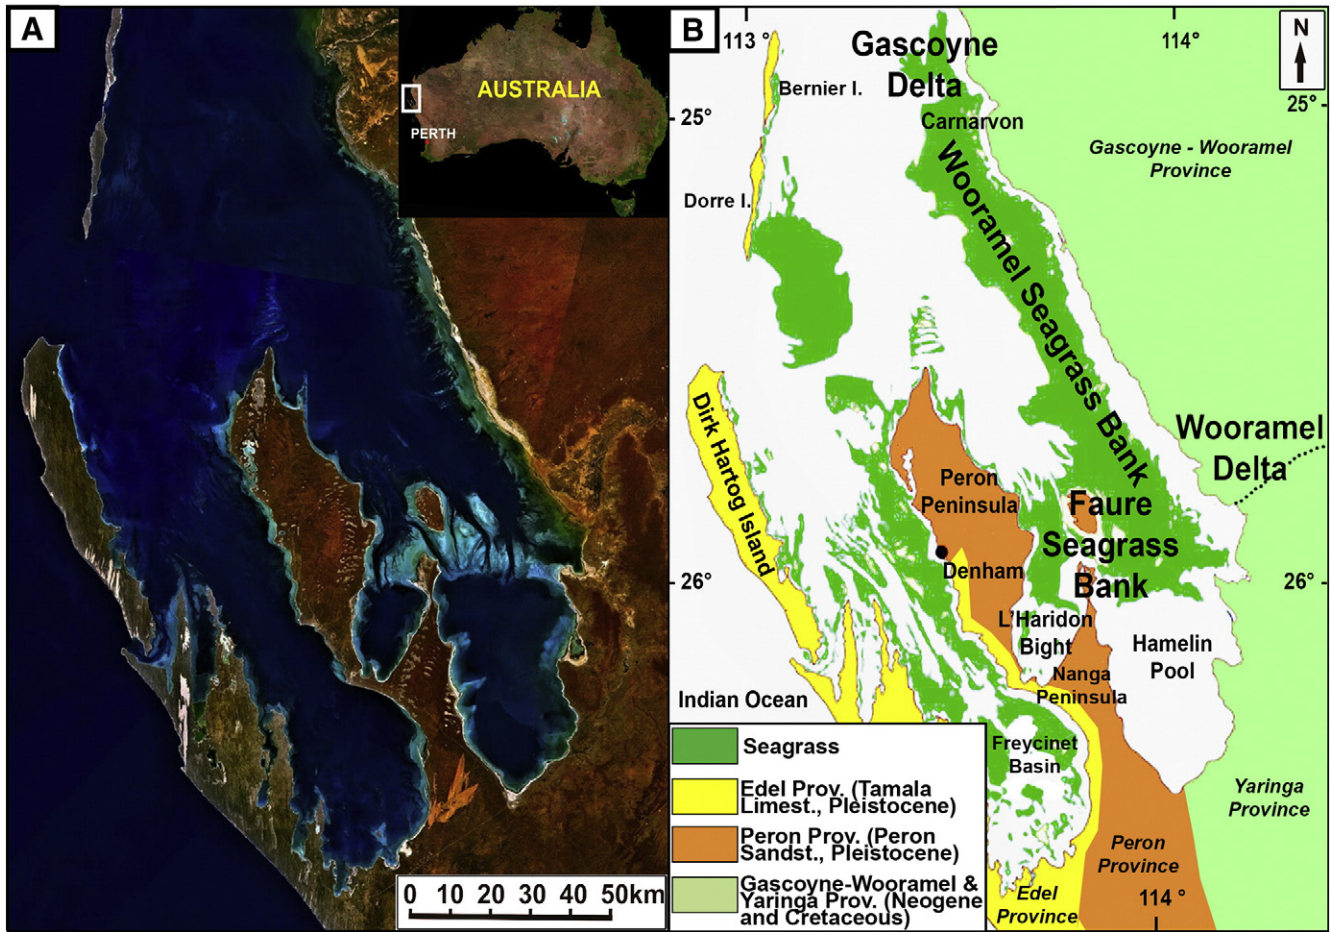 A
AUSTRALIA
PERTH
0 10 20 30 40 50km
B
113 °
114°
N
25°
25°
Gascoyne
Delta
Bernier I.
Carnarvon
Gascoyne - Wooramel
Province
Dorre I.
Wooramel Seagrass Bank
Dirk Hartog Island
Wooramel
Delta
Peron
Peninsula
Faure
Seagrass
Bank
Denham
26°
26°
L'Haridon
Bight
Hamelin
Pool
Nanga
Peninsula
Indian Ocean
Freycinet
Basin
Yaringa
Province
Peron
Province
Edel
Province
114 °
Seagrass
Edel Prov. (Tamala
Limest., Pleistocene)
Peron Prov. (Peron
Sandst., Pleistocene)
Gascoyne-Wooramel &
Yaringa Prov. (Neogene
and Cretaceous)